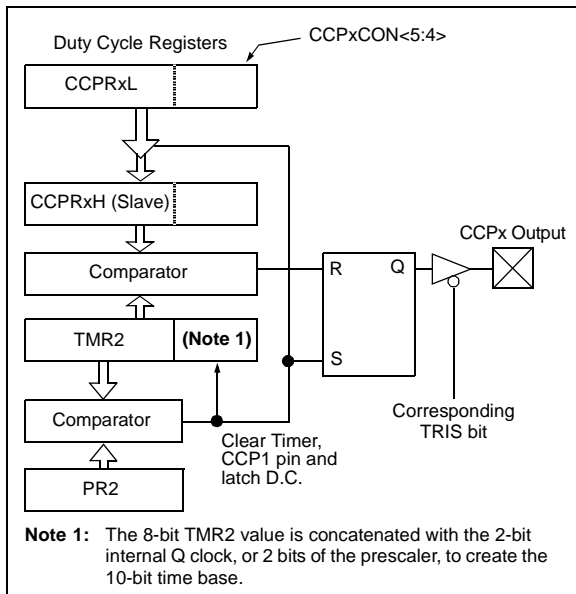 Duty Cycle Registers
CCPxCON<5:4>
CCPRxL
CCPRxH (Slave)
CCPx Output
Comparator
R
Q
TMR2
(Note 1)
S
Comparator
Corresponding
TRIS bit
Clear Timer,
CCP1 pin and
latch D.C.
PR2
Note 1: The 8-bit TMR2 value is concatenated with the 2-bit
internal Q clock, or 2 bits of the prescaler, to create the
10-bit time base.